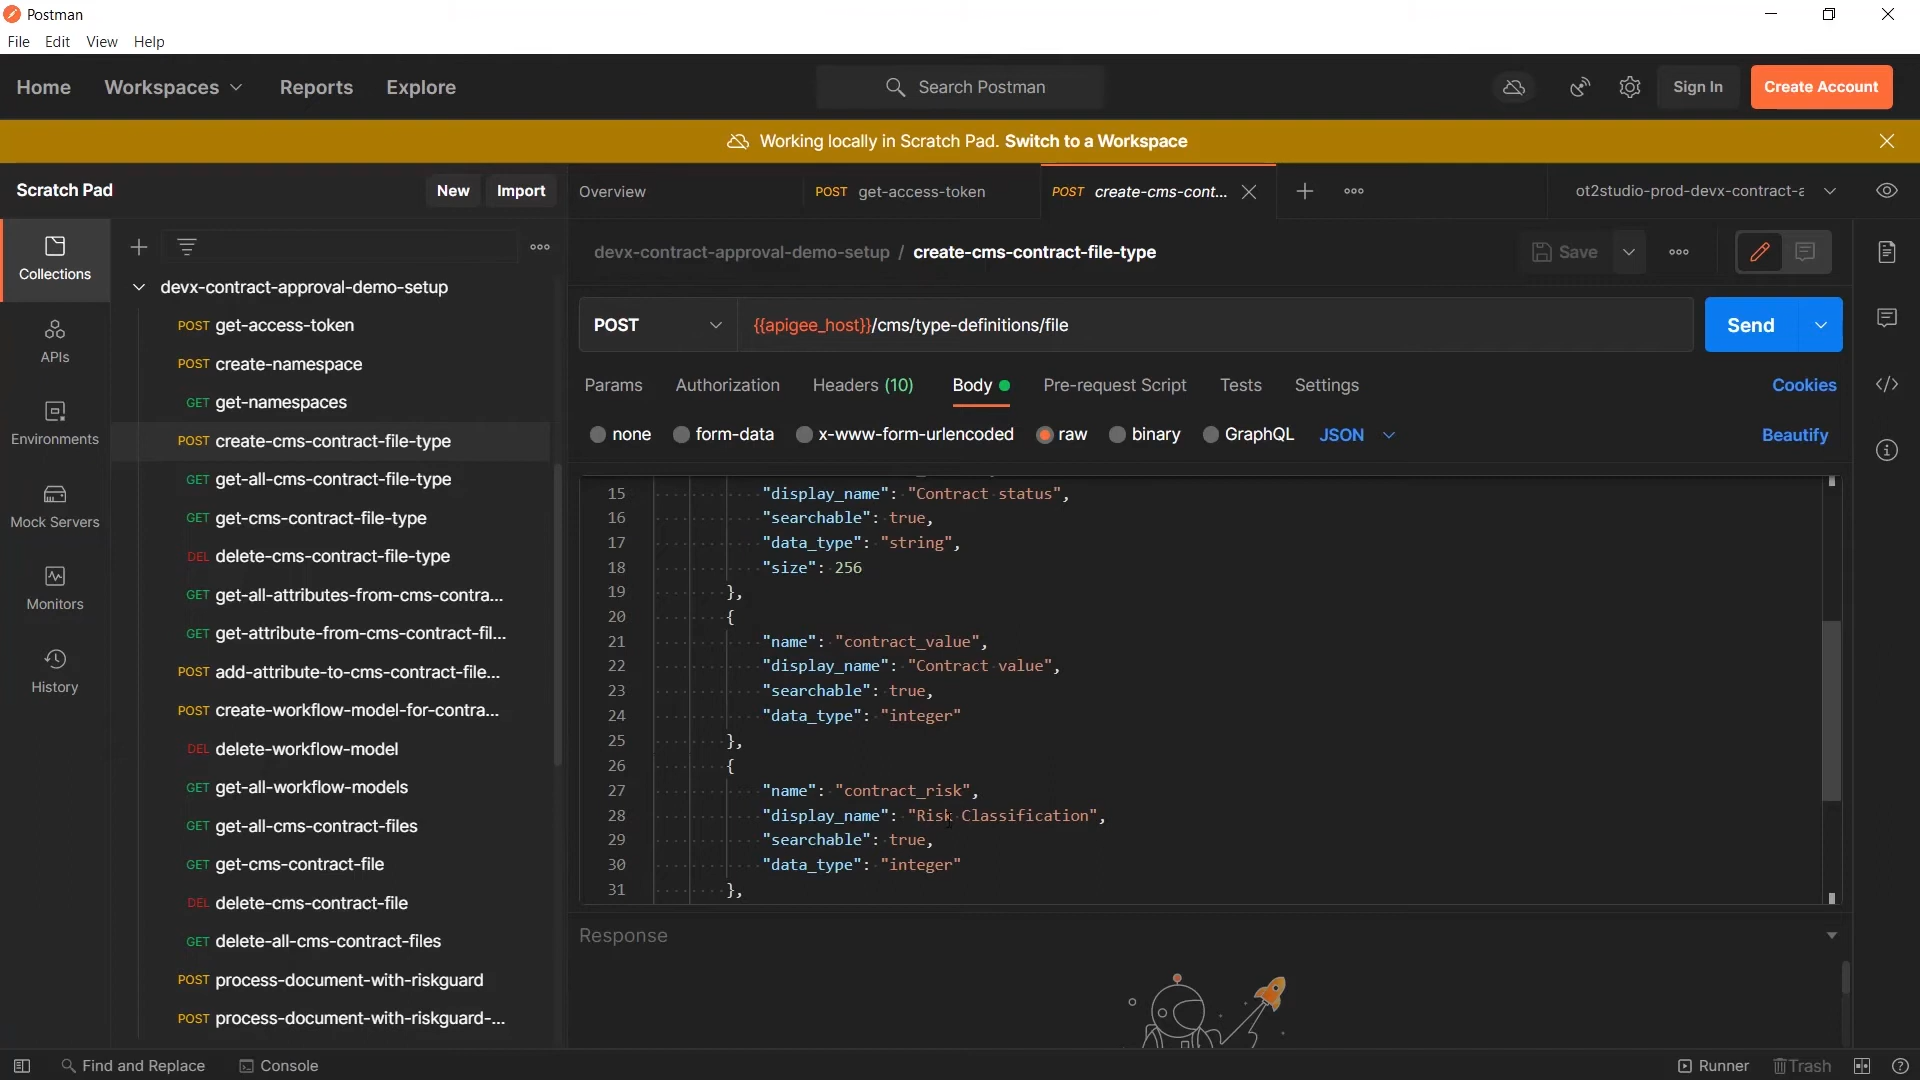 Postman
File Edit View Help
Home Workspaces Reports Explore Search Postman Sign In Create Account
Working locally in Scratch Pad. Switch to a Workspace
Scratch Pad New Import Overview POST get-access-token POST create-cms-cont... ooo ot2studio-prod-devx-contract-a
Collections
APIs
Environments
Mock Servers
Monitors
History
devx-contract-approval-demo-setup
POST get-access-token
POST create-namespace
GET get-namespaces
POST create-cms-contract-file-type
GET get-all-cms-contract-file-type
GET get-cms-contract-file-type
DEL delete-cms-contract-file-type
GET get-all-attributes-from-cms-contra...
GET get-attribute-from-cms-contract-fil...
POST add-attribute-to-cms-contract-file...
POST create-workflow-model-for-contra...
DEL delete-workflow-model
GET get-all-workflow-models
GET get-all-cms-contract-files
GET get-cms-contract-file
DEL delete-cms-contract-file
GET delete-all-cms-contract-files
POST process-document-with-riskguard
POST process-document-with-riskguard-...
devx-contract-approval-demo-setup / create-cms-contract-file-type Save
POST {{apigee_host}}/cms/type-definitions/file Send
Params Authorization Headers (10) Body Pre-request Script Tests Settings Cookies
none form-data x-www-form-urlencoded raw binary GraphQL JSON Beautify
15 "display_name": "Contract status",
16 "searchable": true,
17 "data_type": "string",
18 "size": 256
19 },
20 {
21 "name": "contract_value",
22 "display_name": "Contract value",
23 "searchable": true,
24 "data_type": "integer"
25 },
26 {
27 "name": "contract_risk",
28 "display_name": "Risk Classification",
29 "searchable": true,
30 "data_type": "integer"
31 },
Response
Find and Replace Console Runner Trash